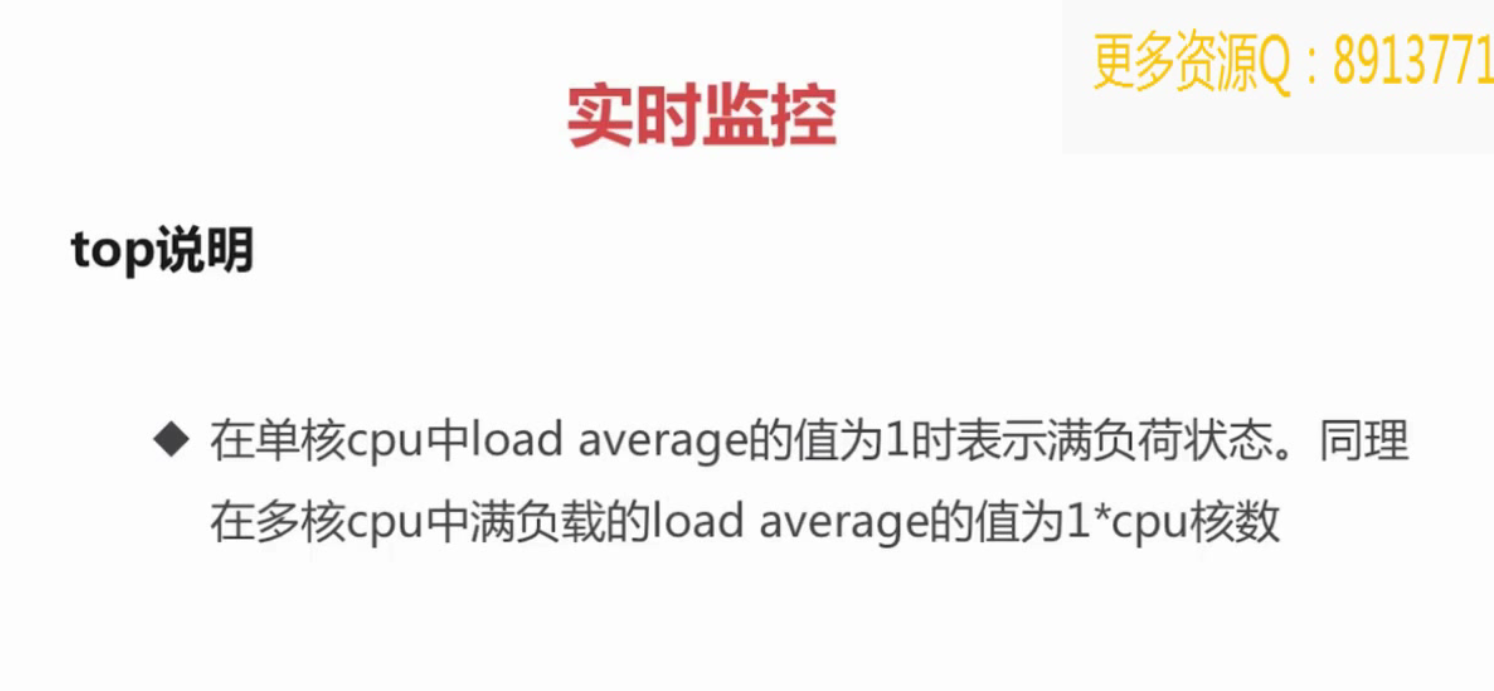 更多资源Q：8913771
实时监控
top说明
◆ 在单核cpu中load average的值为1时表示满负荷状态。同理
在多核cpu中满负载的load average的值为1*cpu核数